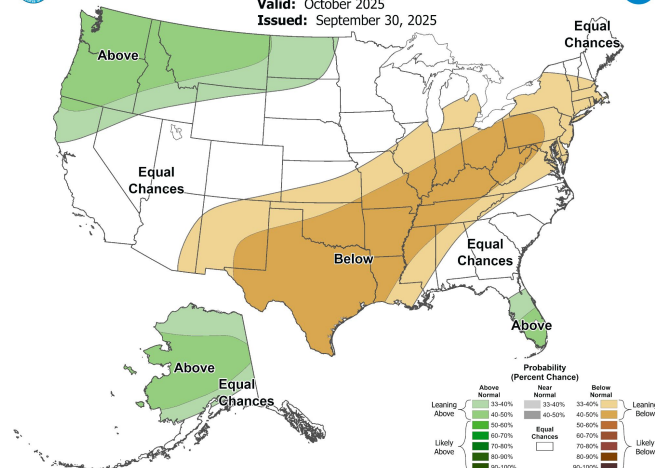 Valid: October 2025
Issued: September 30, 2025
Equal
Chances
Above
Equal
Chances
Equal
Chances
Below
Above
Above
Equal
Chances
Probability
(Percent Chance)
Above
Normal
Near
Normal
Below
Normal
Leaning
Above
33-40%
33-40%
33-40%
Leaning
Below
40-50%
40-50%
40-50%
50-60%
Equal
Chances
50-60%
Likely
Above
60-70%
60-70%
Likely
Below
70-80%
70-80%
80-90%
80-90%
90-100%
90-100%